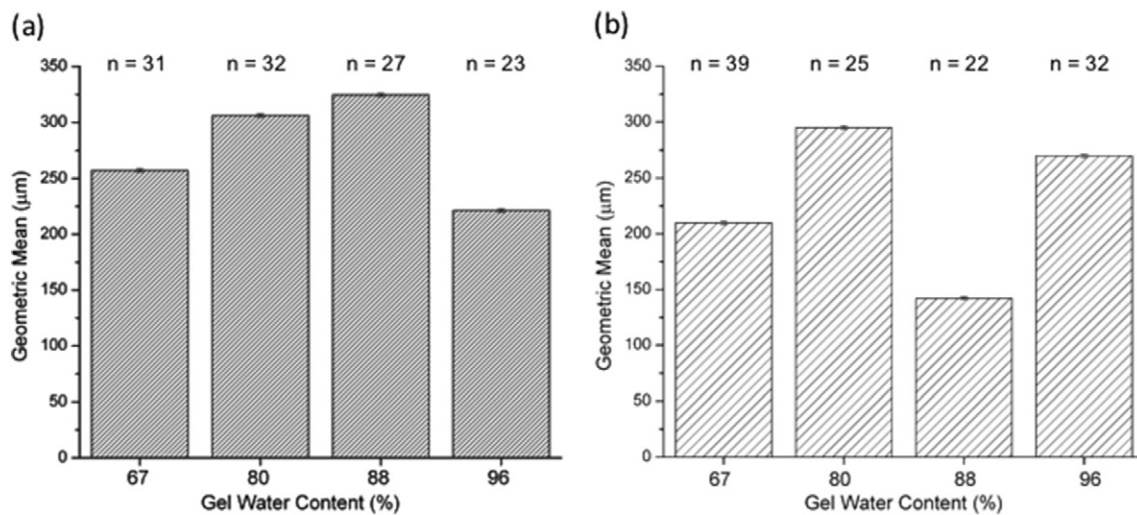 (a)
n = 31 n = 32 n = 27 n = 23
350
300
250
200
150
100
50
0
Geometric Mean (μm)
67 80 88 96
Gel Water Content (%)
(b)
n = 39 n = 25 n = 22 n = 32
350
300
250
200
150
100
50
0
Geometric Mean (μm)
67 80 88 96
Gel Water Content (%)